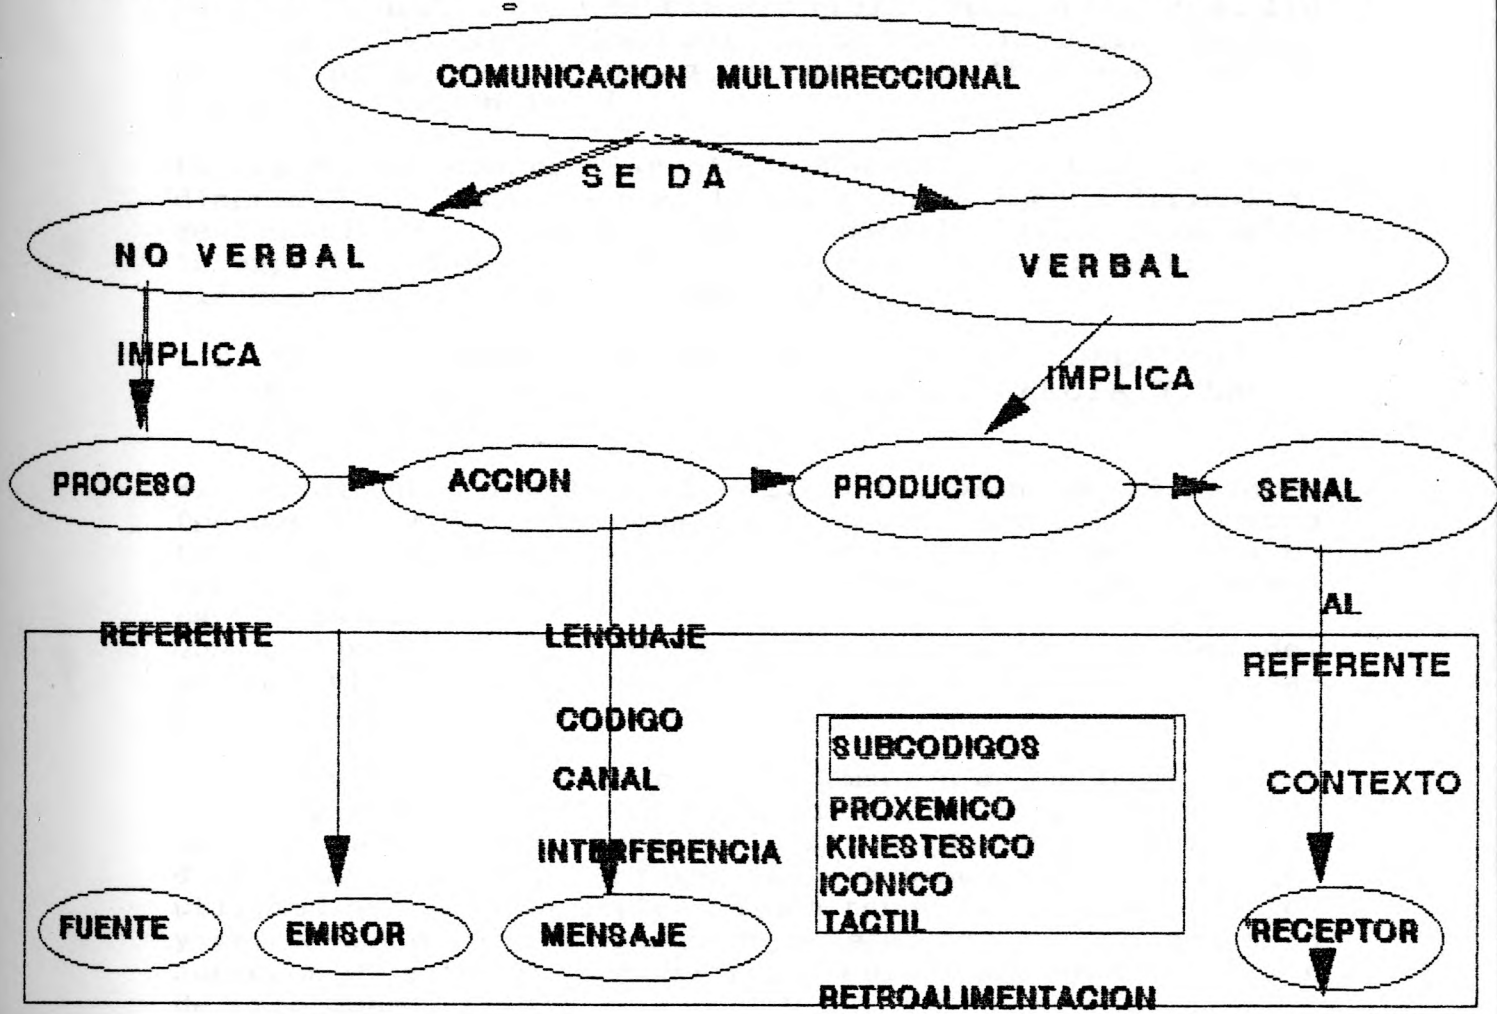 COMUNICACION MULTIDIRECCIONAL
SE DA
NO VERBAL
VERBAL
IMPLICA
IMPLICA
PROCESO
ACCION
PRODUCTO
SENAL
AL
REFERENTE
LENGUAJE
REFERENTE
CODIGO
SUBCODIGOS
CANAL
CONTEXTO
PROXEMICO
INTERFERENCIA
KINESTESICO
ICONICO
TACTIL
FUENTE
EMISOR
MENSAJE
RECEPTOR
RETROALIMENTACION